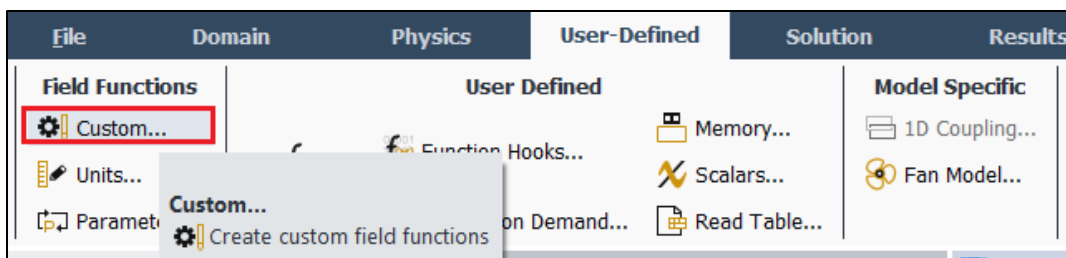 File Domain Physics User-Defined Solution Results
Field Functions User Defined Model Specific
Custom... Memory... 1D Coupling...
Function Hooks...
Units... Scalars... Fan Model...
Custom...
Paramet on Demand... Read Table...
Create custom field functions